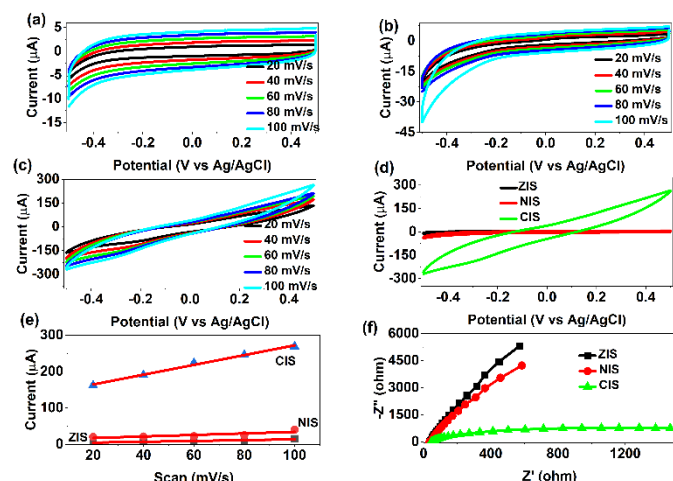 (a)
Current (µA)
5
0
-5
-10
-15
20 mV/s
40 mV/s
60 mV/s
80 mV/s
100 mV/s
-0.4 -0.2 0.0 0.2 0.4
Potential (V vs Ag/AgCl)
(b)
Current (µA)
0
-15
-30
-45
20 mV/s
40 mV/s
60 mV/s
80 mV/s
100 mV/s
-0.4 -0.2 0.0 0.2 0.4
Potential (V vs Ag/AgCl)
(c)
Current (µA)
300
150
0
-150
-300
20 mV/s
40 mV/s
60 mV/s
80 mV/s
100 mV/s
-0.4 -0.2 0.0 0.2 0.4
Potential (V vs Ag/AgCl)
(d)
Current (µA)
300
150
0
-150
-300
ZIS
NIS
CIS
-0.4 -0.2 0.0 0.2 0.4
Potential (V vs Ag/AgCl)
(e)
Current (µA)
300
200
100
0
CIS
ZIS
NIS
20 40 60 80 100
Scan (mV/s)
(f)
-Z" (ohm)
6000
4500
3000
1500
0
ZIS
NIS
CIS
0 400 800 1200
Z' (ohm)